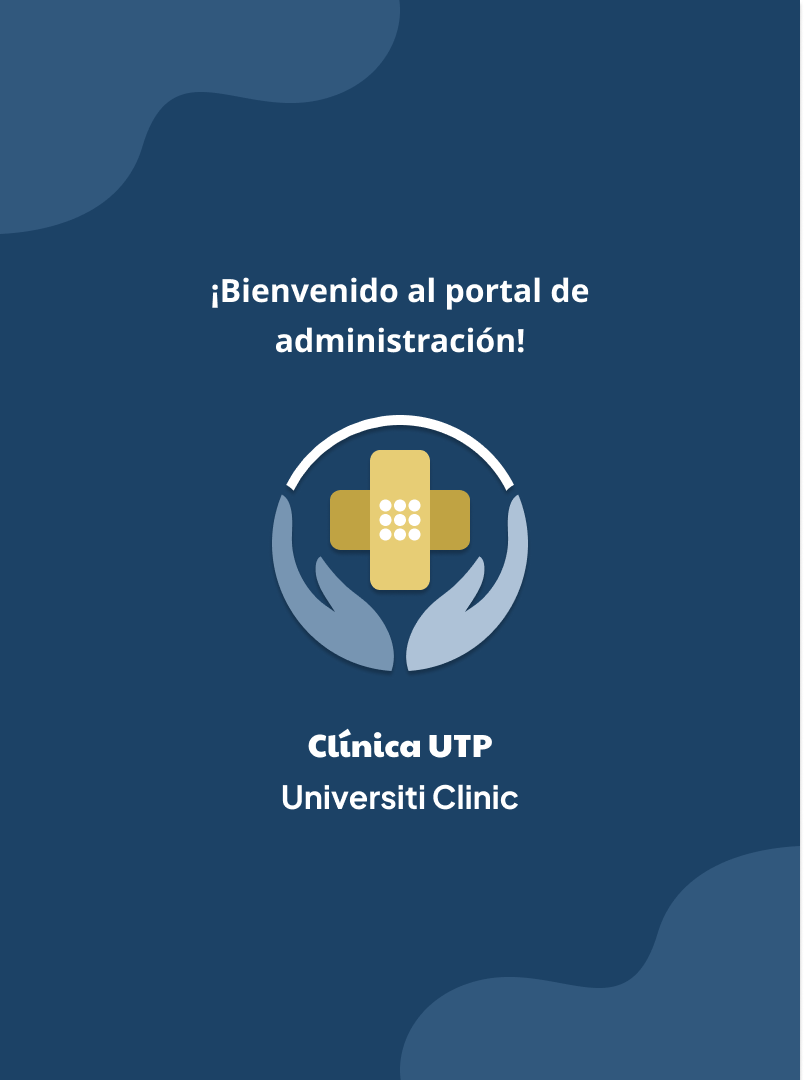 ¡Bienvenido al portal de
administración!
Clínica UTP
Universiti Clinic